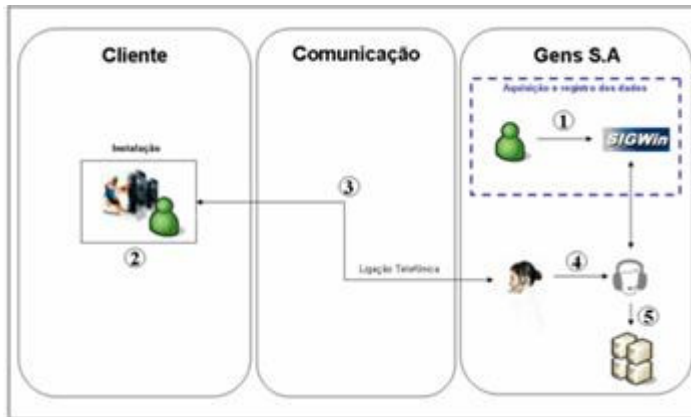 Cliente
Comunicação
Gens S.A
Aquisição e registro dos dados
1
SIGWin
Instalação
3
2
Ligação Telefônica
4
5